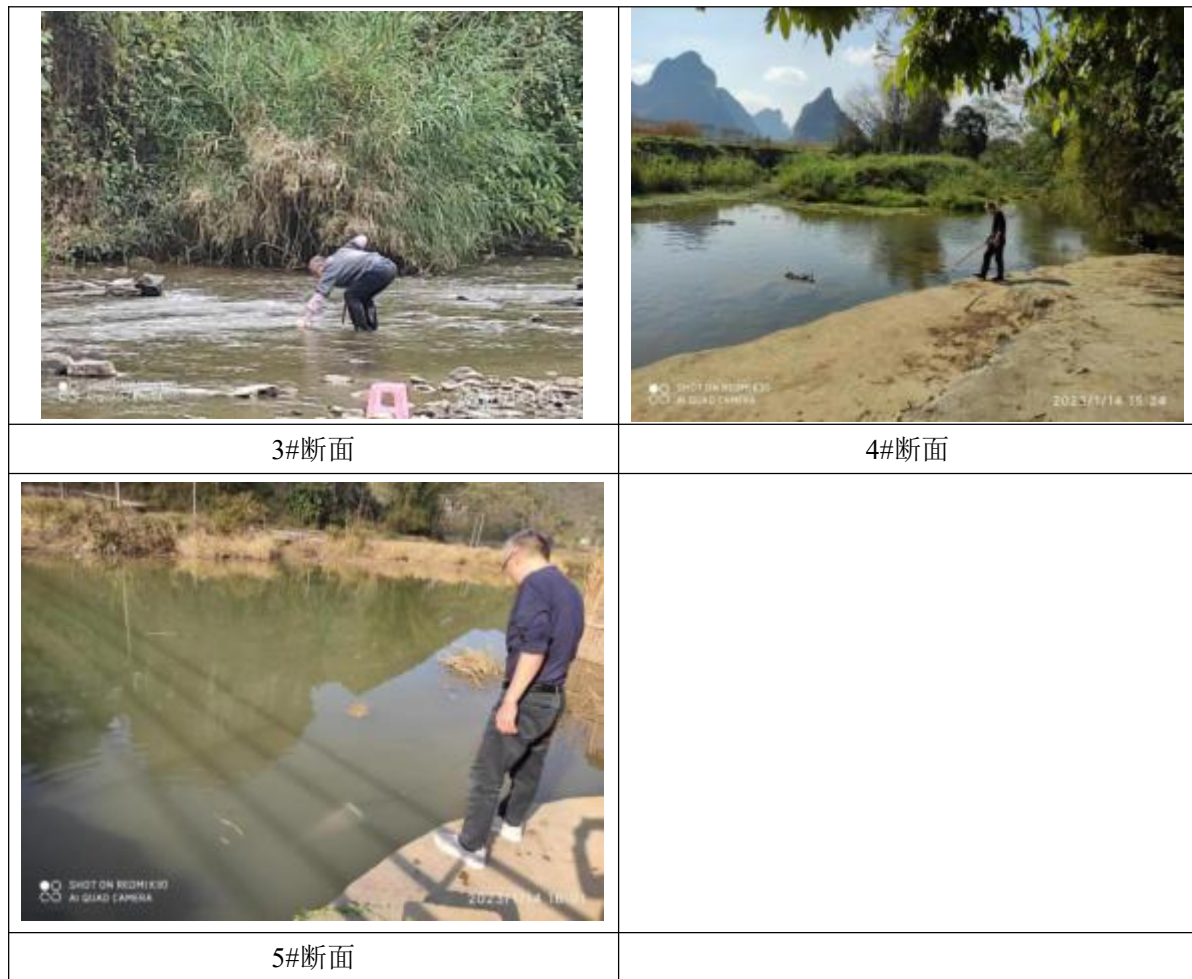 3#断面
4#断面
SHOT ON REDMI K30
AI QUAD CAMERA
2023/1/14 15:24
SHOT ON REDMI K30
AI QUAD CAMERA
5#断面